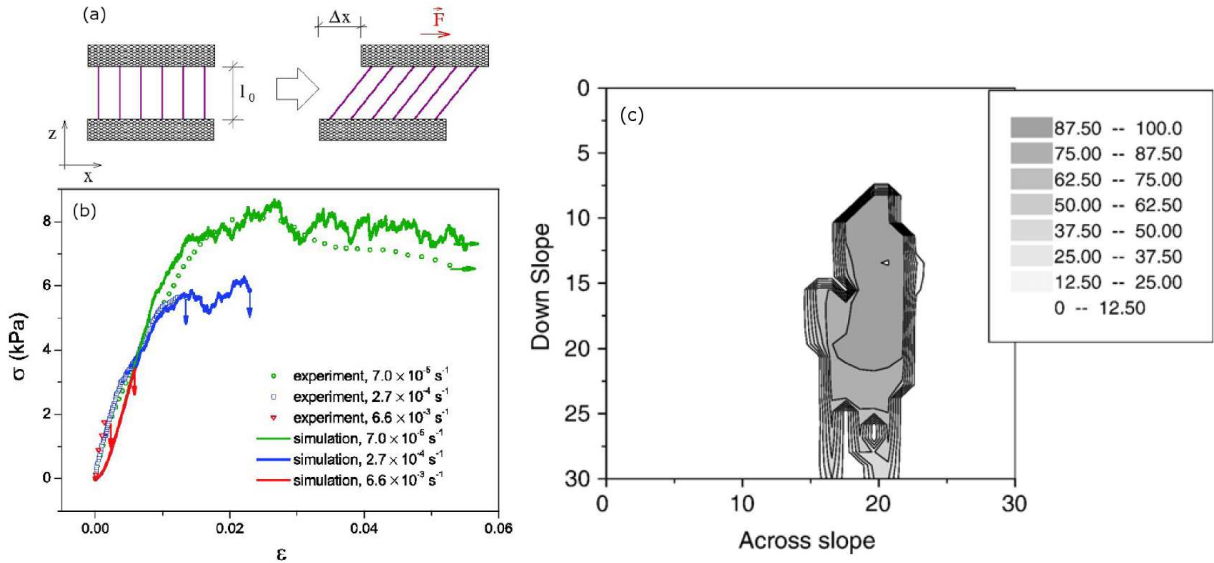 (a)
Δx
F
l₀
z
x
(b)
σ (kPa)
8
6
4
2
0
0.00
0.02
0.04
0.06
ε
experiment, 7.0 × 10⁻⁵ s⁻¹
experiment, 2.7 × 10⁻⁴ s⁻¹
experiment, 6.6 × 10⁻³ s⁻¹
simulation, 7.0 × 10⁻⁵ s⁻¹
simulation, 2.7 × 10⁻⁴ s⁻¹
simulation, 6.6 × 10⁻³ s⁻¹
(c)
Down Slope
0
5
10
15
20
25
30
0
10
20
30
Across slope
87.50 -- 100.0
75.00 -- 87.50
62.50 -- 75.00
50.00 -- 62.50
37.50 -- 50.00
25.00 -- 37.50
12.50 -- 25.00
0 -- 12.50